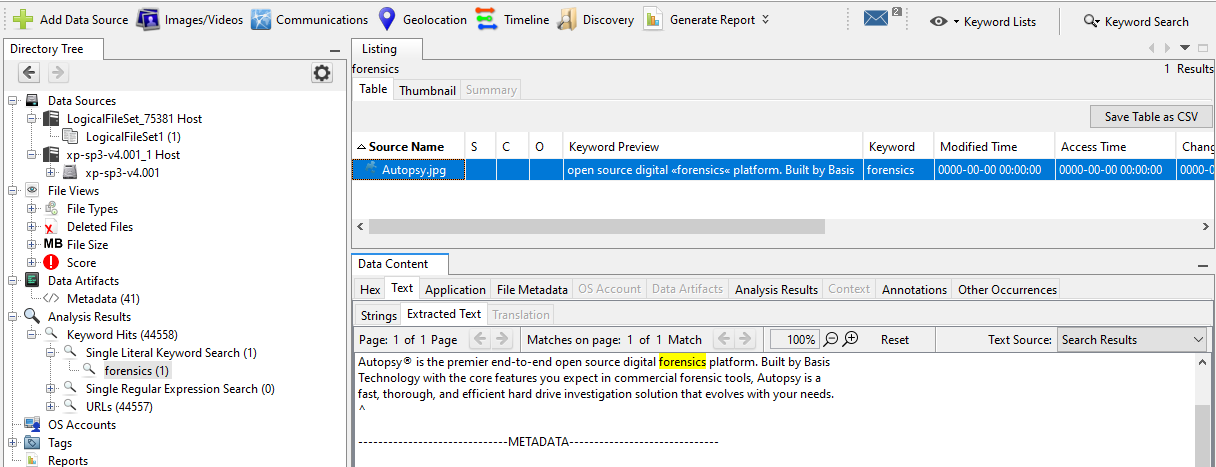 Add Data Source Images/Videos Communications Geolocation Timeline Discovery Generate Report 2 Keyword Lists Keyword Search
Directory Tree
Data Sources
LogicalFileSet_75381 Host
LogicalFileSet1 (1)
xp-sp3-v4.001_1 Host
xp-sp3-v4.001
File Views
File Types
Deleted Files
MB File Size
Score
Data Artifacts
Metadata (41)
Analysis Results
Keyword Hits (44558)
Single Literal Keyword Search (1)
forensics (1)
Single Regular Expression Search (0)
URLs (44557)
OS Accounts
Tags
Reports
Listing
forensics 1 Results
Table Thumbnail Summary
Save Table as CSV
Source Name S C O Keyword Preview Keyword Modified Time Access Time Chang
Autopsy.jpg open source digital «forensics« platform. Built by Basis forensics 0000-00-00 00:00:00 0000-00-00 00:00:00 0000-0
Data Content
Hex Text Application File Metadata OS Account Data Artifacts Analysis Results Context Annotations Other Occurrences
Strings Extracted Text Translation
Page: 1 of 1 Page Matches on page: 1 of 1 Match 100% Reset Text Source: Search Results
Autopsy® is the premier end-to-end open source digital forensics platform. Built by Basis
Technology with the core features you expect in commercial forensic tools, Autopsy is a
fast, thorough, and efficient hard drive investigation solution that evolves with your needs.
^
------------------------------METADATA------------------------------